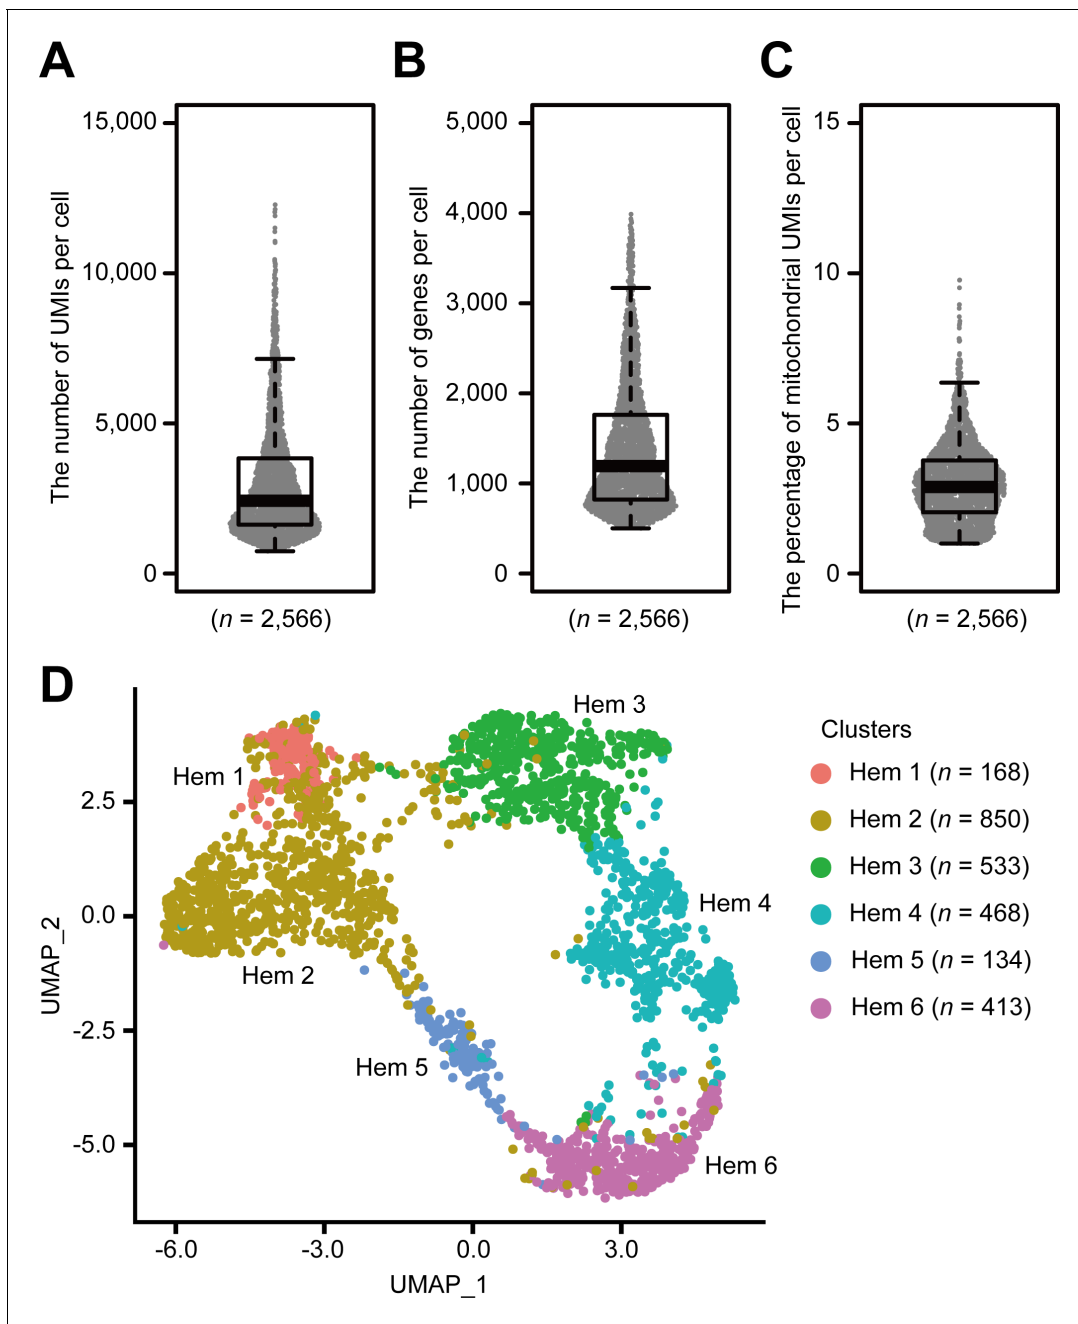 A
B
C
The number of UMIs per cell
15,000
10,000
5,000
0
(n = 2,566)
The number of genes per cell
5,000
4,000
3,000
2,000
1,000
0
(n = 2,566)
The percentage of mitochondrial UMIs per cell
15
10
5
0
(n = 2,566)
D
UMAP_2
2.5
0.0
-2.5
-5.0
-6.0
-3.0
0.0
3.0
UMAP_1
Hem 1
Hem 2
Hem 3
Hem 4
Hem 5
Hem 6
Clusters
Hem 1 (n = 168)
Hem 2 (n = 850)
Hem 3 (n = 533)
Hem 4 (n = 468)
Hem 5 (n = 134)
Hem 6 (n = 413)